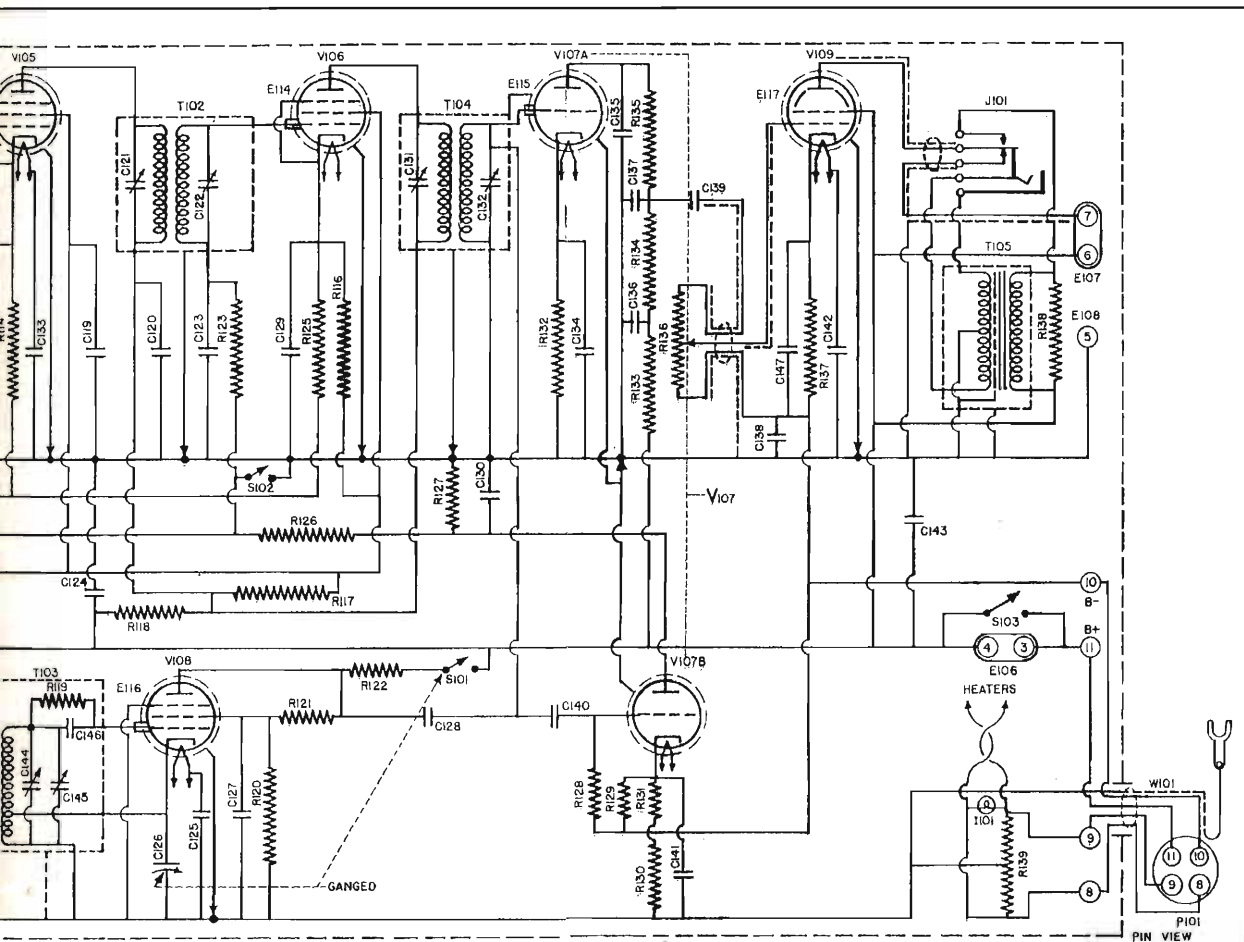 V105
V106
V107A
V109
E114
E115
E117
T102
T104
J101
C121
C122
C131
C132
C135
R135
C137
C139
7
6
E107
T105
R134
C136
R136
R138
E108
5
R114
C133
C119
C120
C123
R123
C129
R125
R116
R132
C134
R133
C147
R137
C142
C138
S102
R127
C130
V107
R126
C143
C124
R117
R118
10
B-
S103
B+
11
4
3
E106
V107B
T103
R119
V108
E116
R122
S101
HEATERS
C146
R121
C128
C140
C144
C145
C127
R120
R128
R129
R131
W101
I101
9
C126
C125
R130
C141
R139
11
10
9
8
8
GANGED
P101
PIN VIEW